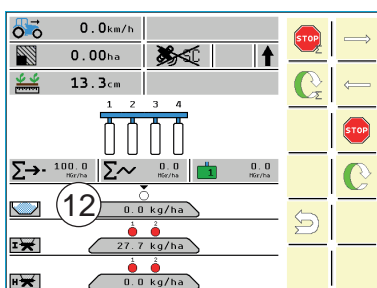 0.0km/h
STOP
Σ
0.00ha
SC
Σ
13.3cm
1 2 3 4
STOP
Σ 100.0 MGr/ha Σ 0.0 MGr/ha 1 0.0 MGr/ha
12
0.0 kg/ha
1 2
I 27.7 kg/ha
1 2
H 0.0 kg/ha